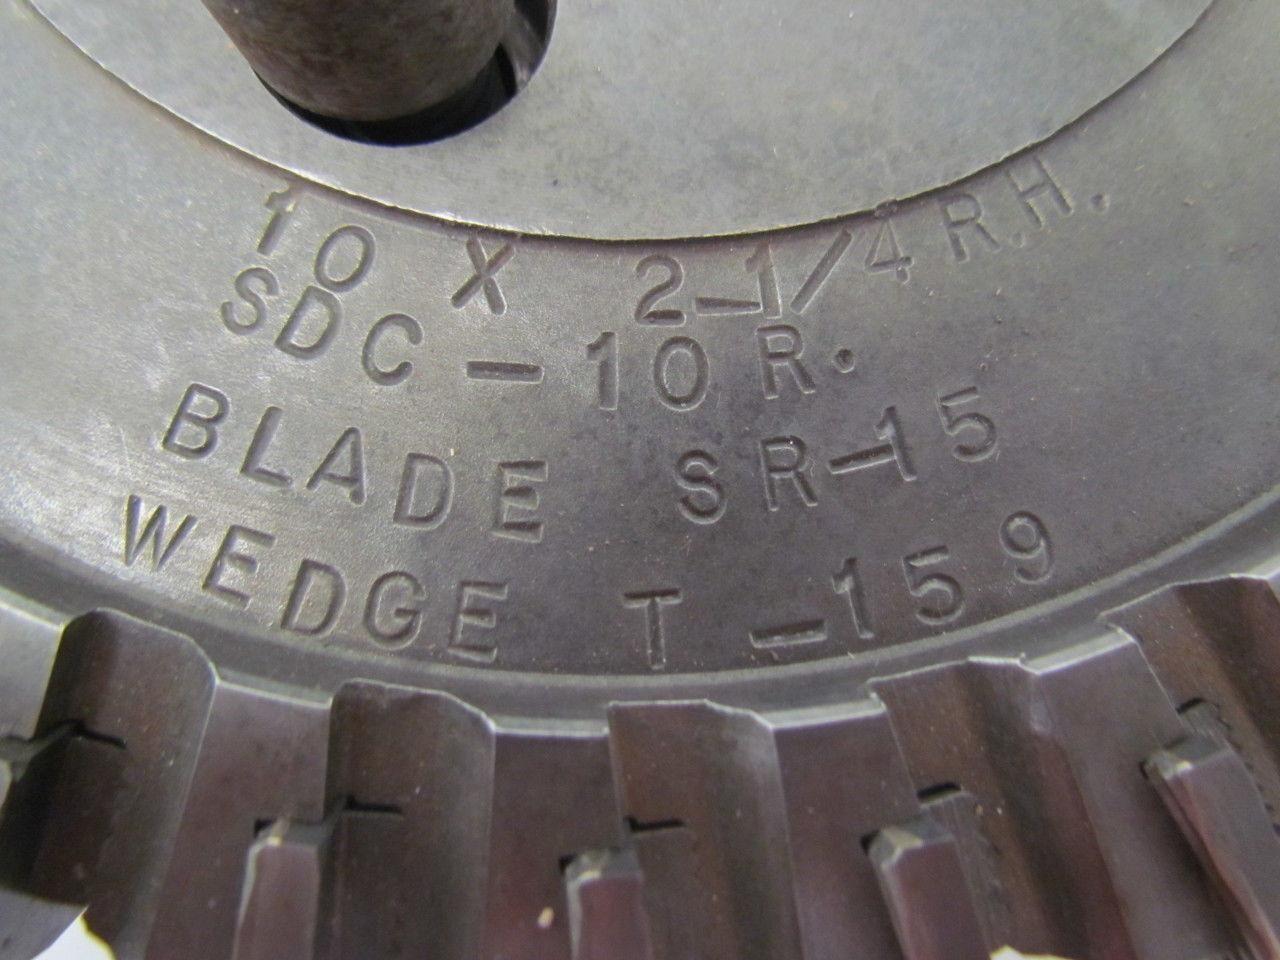 10 X 2-1/4 R.H.
SDC-10 R.
BLADE SR-15
WEDGE T-159